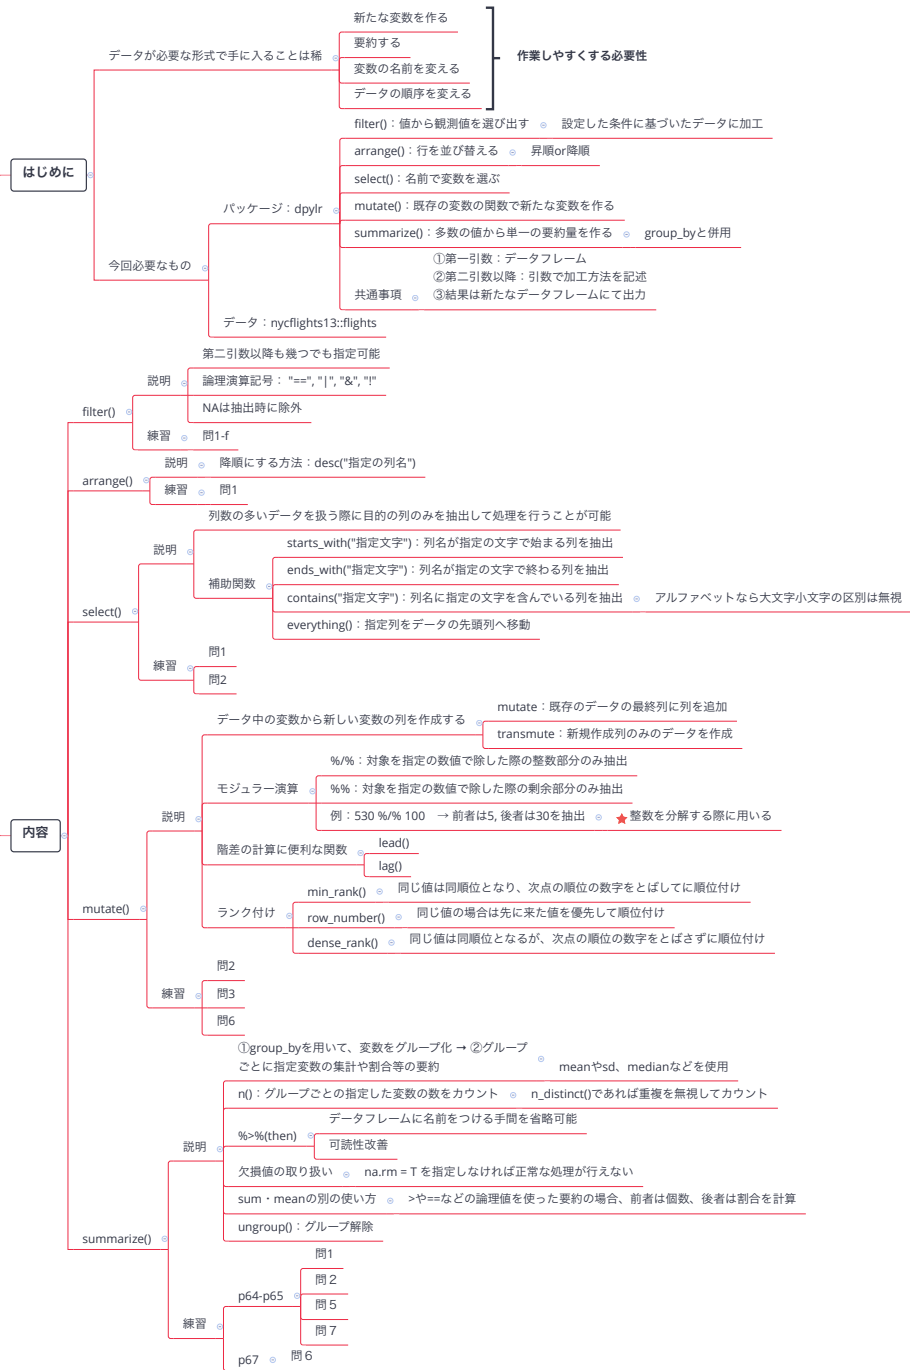 はじめに
データが必要な形式で手に入ることは稀
新たな変数を作る
要約する
変数の名前を変える
データの順序を変える
作業しやすくする必要性
今回必要なもの
パッケージ：dpylr
filter()：値から観測値を選び出す
設定した条件に基づいたデータに加工
arrange()：行を並び替える
昇順or降順
select()：名前で変数を選ぶ
mutate()：既存の変数の関数で新たな変数を作る
summarize()：多数の値から単一の要約量を作る
group_byと併用
共通事項
①第一引数：データフレーム
②第二引数以降：引数で加工方法を記述
③結果は新たなデータフレームにて出力
データ：nycflights13::flights
内容
filter()
説明
第二引数以降も幾つでも指定可能
論理演算記号： "==", "|", "&", "!"
NAは抽出時に除外
練習
問1-f
arrange()
説明
降順にする方法：desc("指定の列名")
練習
問1
select()
説明
列数の多いデータを扱う際に目的の列のみを抽出して処理を行うことが可能
補助関数
starts_with("指定文字")：列名が指定の文字で始まる列を抽出
ends_with("指定文字")：列名が指定の文字で終わる列を抽出
contains("指定文字")：列名に指定の文字を含んでいる列を抽出
アルファベットなら大文字小文字の区別は無視
everything()：指定列をデータの先頭列へ移動
練習
問1
問2
mutate()
説明
データ中の変数から新しい変数の列を作成する
mutate：既存のデータの最終列に列を追加
transmute：新規作成列のみのデータを作成
モジュラー演算
%/%：対象を指定の数値で除した際の整数部分のみ抽出
%%：対象を指定の数値で除した際の剰余部分のみ抽出
例：530 %/% 100　→ 前者は5, 後者は30を抽出
整数を分解する際に用いる
階差の計算に便利な関数
lead()
lag()
ランク付け
min_rank()
同じ値は同順位となり、次点の順位の数字をとばしてに順位付け
row_number()
同じ値の場合は先に来た値を優先して順位付け
dense_rank()
同じ値は同順位となるが、次点の順位の数字をとばさずに順位付け
練習
問2
問3
問6
summarize()
説明
①group_byを用いて、変数をグループ化 → ②グループ
ごとに指定変数の集計や割合等の要約
meanやsd、medianなどを使用
n()：グループごとの指定した変数の数をカウント
n_distinct()であれば重複を無視してカウント
%>%(then)
データフレームに名前をつける手間を省略可能
可読性改善
欠損値の取り扱い
na.rm = T を指定しなければ正常な処理が行えない
sum・meanの別の使い方
>や==などの論理値を使った要約の場合、前者は個数、後者は割合を計算
ungroup()：グループ解除
練習
p64-p65
問1
問２
問５
問７
p67
問６